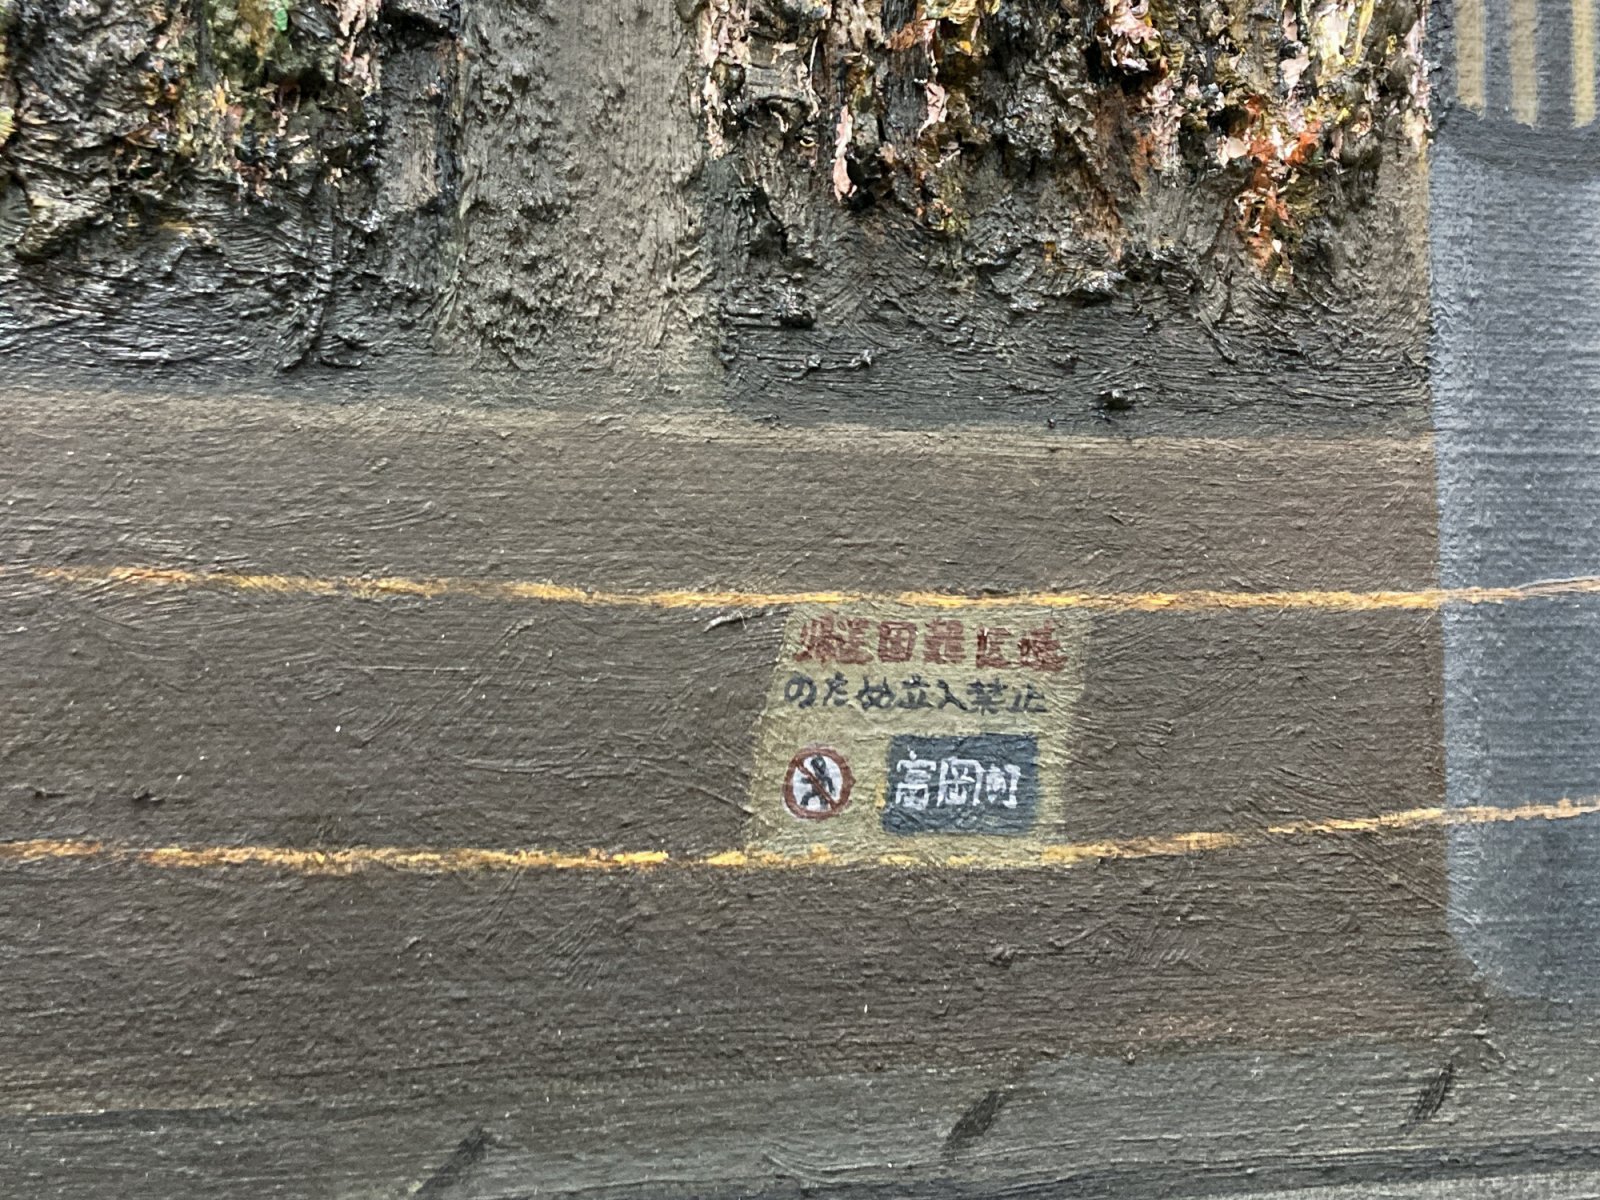 帰還困難区域
のため立入禁止
富岡町